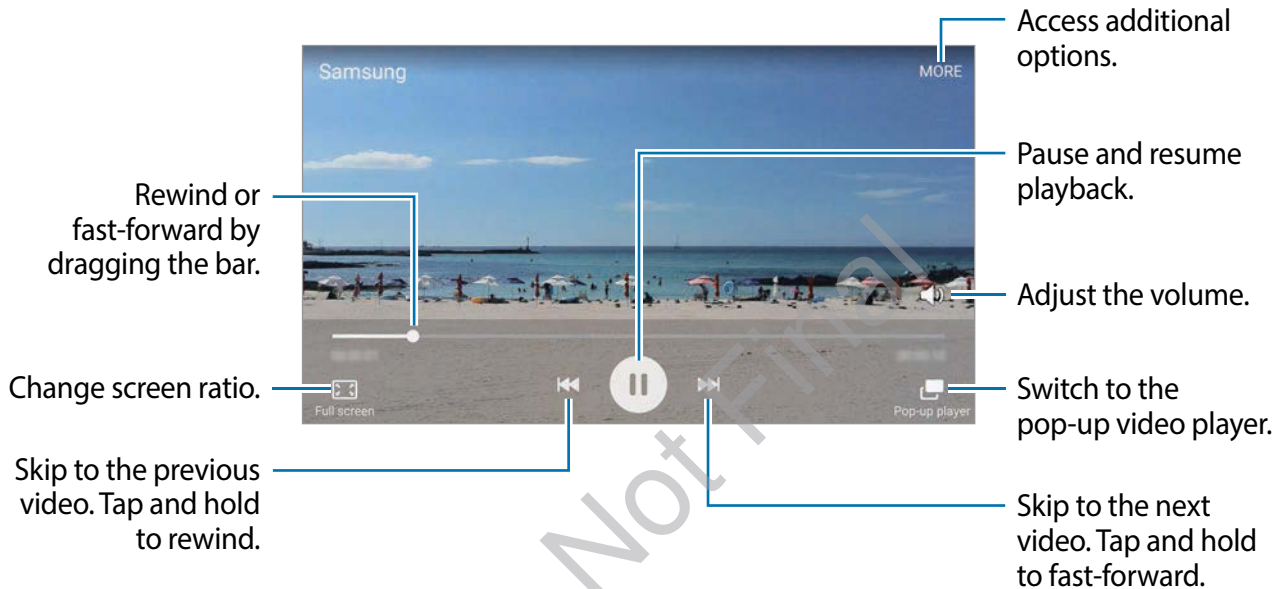 Access additional
options.
Samsung
MORE
Pause and resume
playback.
Rewind or
fast-forward by
dragging the bar.
Adjust the volume.
Change screen ratio.
Full screen
Pop-up player
Switch to the
pop-up video player.
Skip to the previous
video. Tap and hold
to rewind.
Skip to the next
video. Tap and hold
to fast-forward.
Not Final